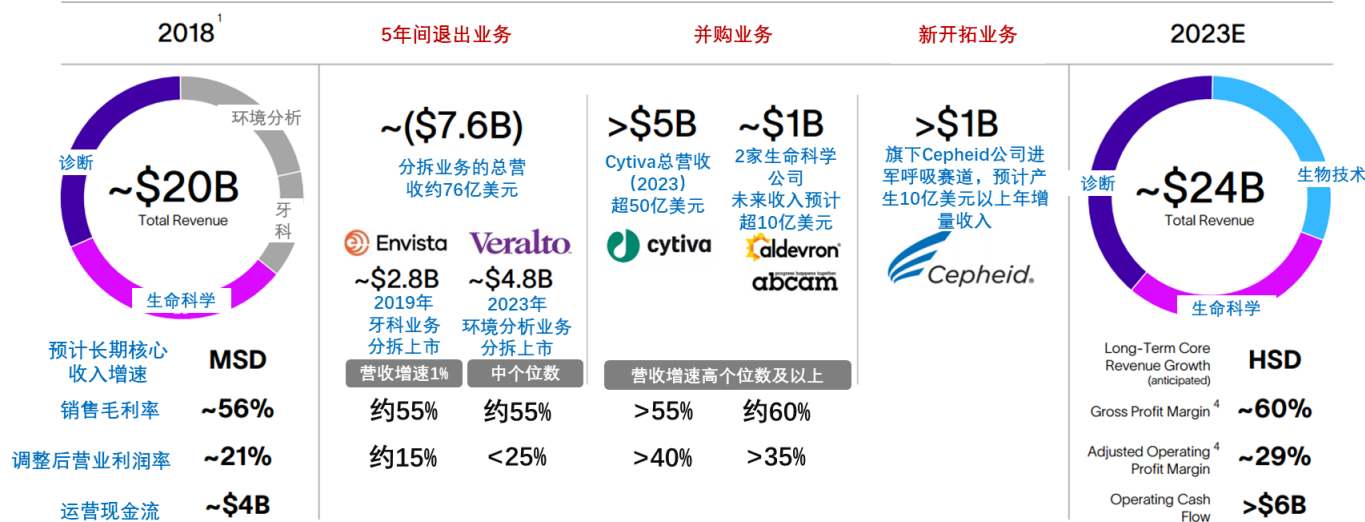 2018 1
5年间退出业务
并购业务
新开拓业务
2023E
环境分析
诊断
~$20B
Total Revenue
牙
科
生命科学
~($7.6B)
分拆业务的总营
收约76亿美元
Envista
~$2.8B
2019年
牙科业务
分拆上市
Veralto
~$4.8B
2023年
环境分析业务
分拆上市
>$5B
Cytiva总营收
（2023）
超50亿美元
cytiva
~$1B
2家生命科学
公司
未来收入预计
超10亿美元
aldevron
progress happens together
abcam
>$1B
旗下Cepheid公司进
军呼吸赛道，预计产
生10亿美元以上年增
量收入
Cepheid®
诊断
~$24B
Total Revenue
生物技术
生命科学
预计长期核心
收入增速
MSD
营收增速1%
中个位数
营收增速高个位数及以上
Long-Term Core
Revenue Growth
(anticipated)
HSD
销售毛利率
~56%
约55%
约55%
>55%
约60%
Gross Profit Margin 4
~60%
调整后营业利润率
~21%
约15%
<25%
>40%
>35%
Adjusted Operating 4
Profit Margin
~29%
运营现金流
~$4B
Operating Cash
Flow
>$6B